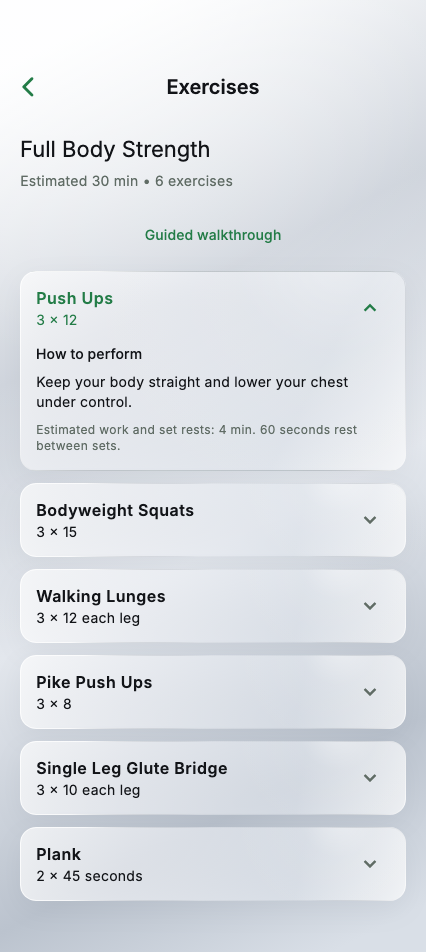 Exercises
Full Body Strength
Estimated 30 min • 6 exercises
Guided walkthrough
Push Ups
3 × 12
How to perform
Keep your body straight and lower your chest
under control.
Estimated work and set rests: 4 min. 60 seconds rest
between sets.
Bodyweight Squats
3 × 15
Walking Lunges
3 × 12 each leg
Pike Push Ups
3 × 8
Single Leg Glute Bridge
3 × 10 each leg
Plank
2 × 45 seconds